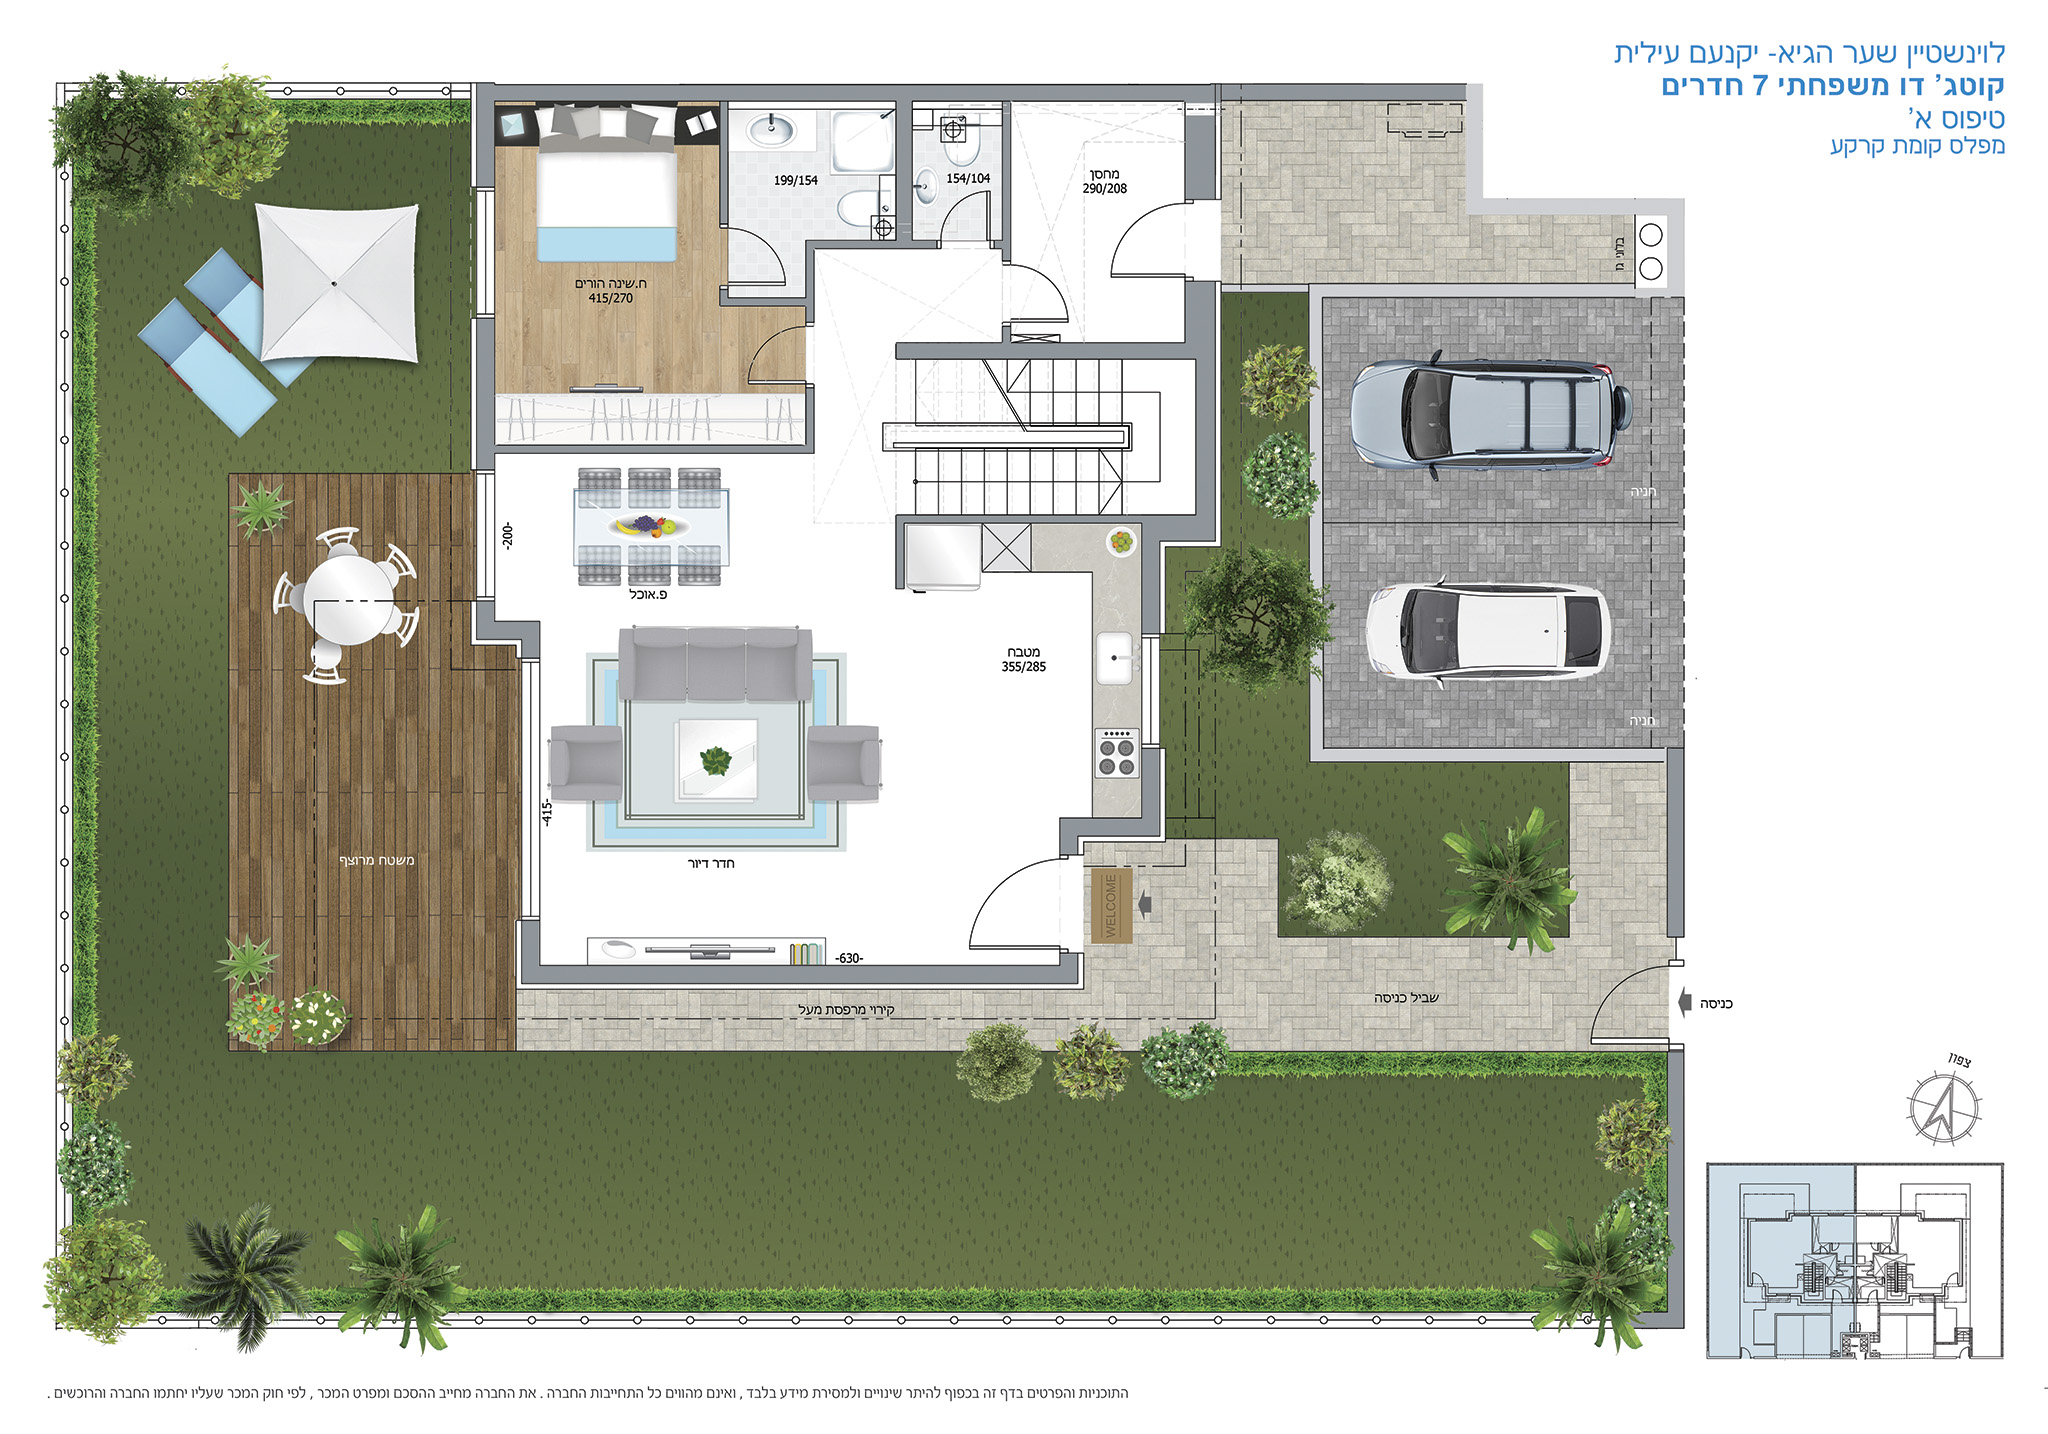 לוינשטיין שער הגיא- יקנעם עילית
קוטג' דו משפחתי 7 חדרים
טיפוס א'
מפלס קומת קרקע
199/154
154/104
מחסן
290/208
בלוני גז
ח.שינה הורים
415/270
חניה
-200-
פ.אוכל
מטבח
355/285
חניה
-415-
משטח מרוצף
חדר דיור
WELCOME
-630-
קירוי מרפסת מעל
שביל כניסה
כניסה
צפון
התוכניות והפרטים בדף זה בכפוף להיתר שינויים ולמסירת מידע בלבד , ואינם מהווים כל התחייבות החברה . את החברה מחייב ההסכם ומפרט המכר , לפי חוק המכר שעליו יחתמו החברה והרוכשים .